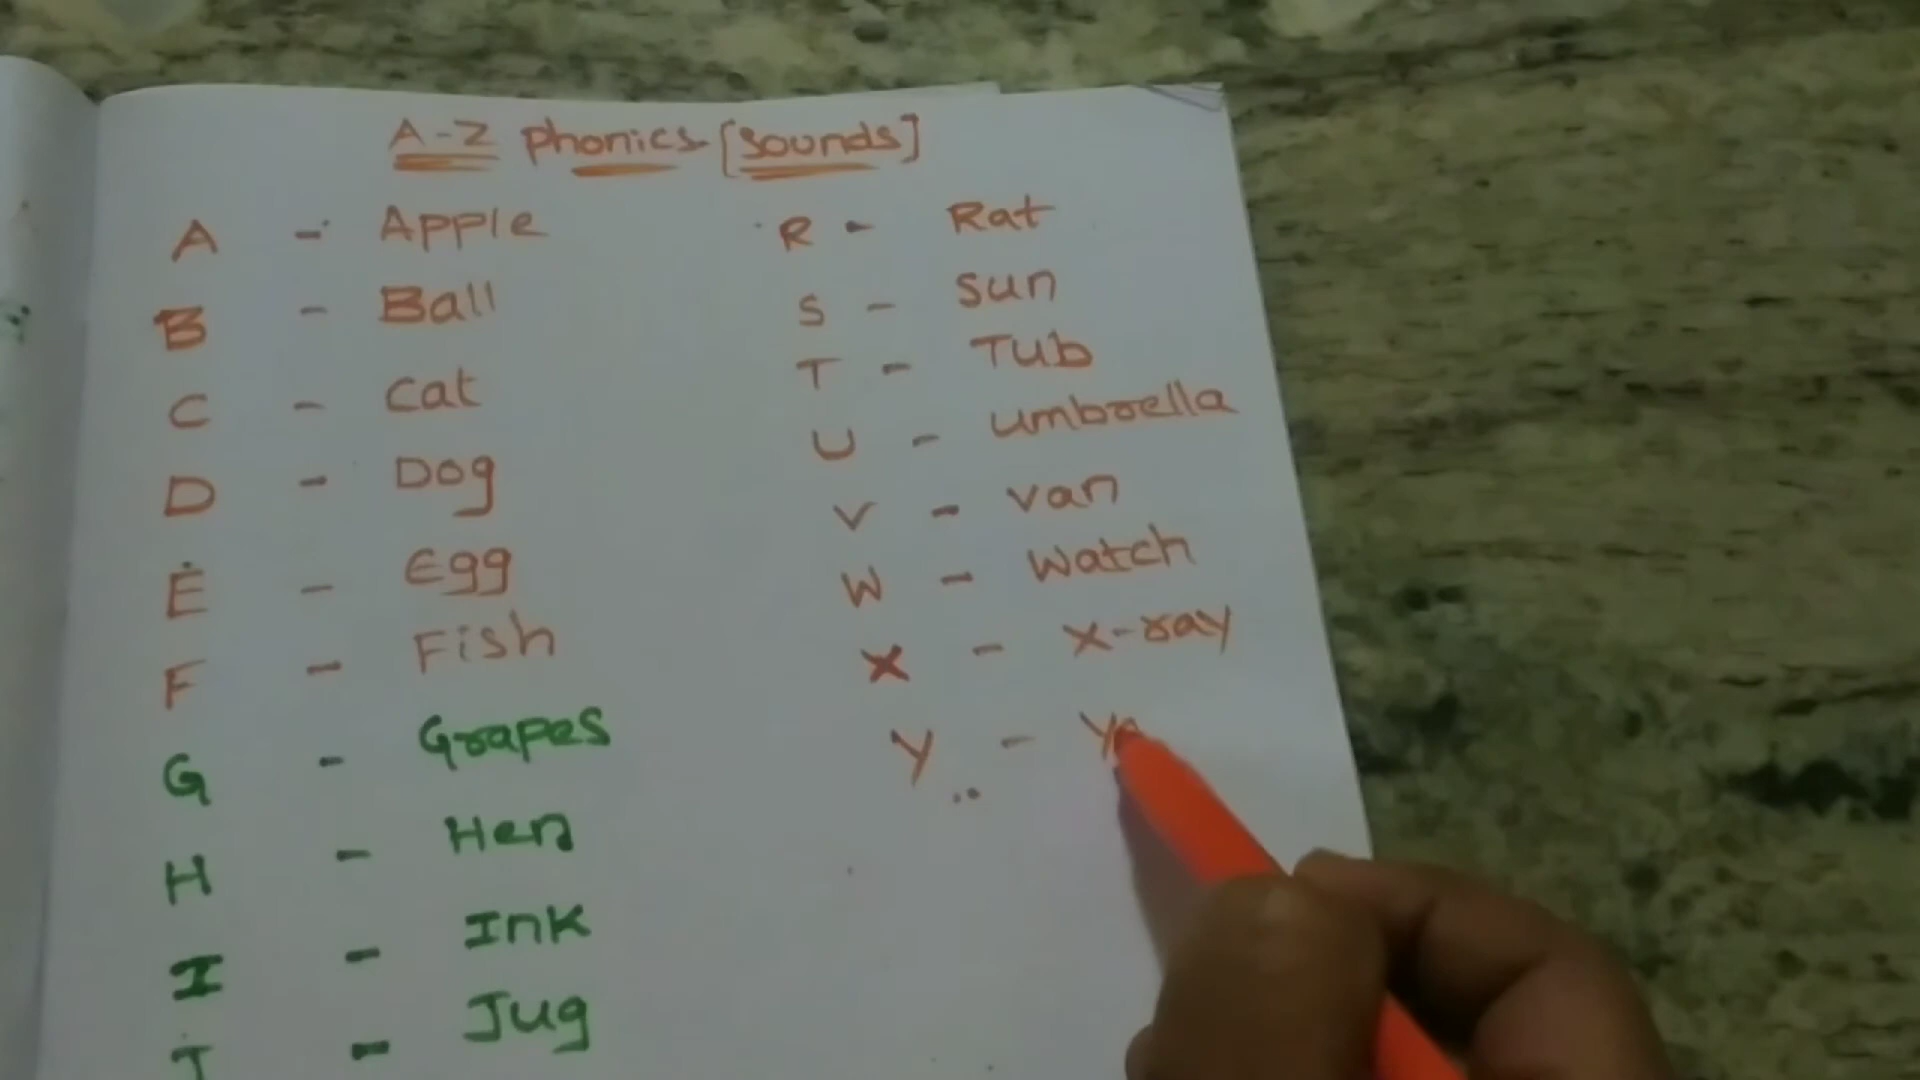 A-Z Phonics [sounds]
A - Apple
B - Ball
C - Cat
D - Dog
E - Egg
F - Fish
G - Grapes
H - Hen
I - Ink
J - Jug
R - Rat
S - Sun
T - Tub
U - umbrella
V - van
W - Watch
X - X-ray
Y - Ya